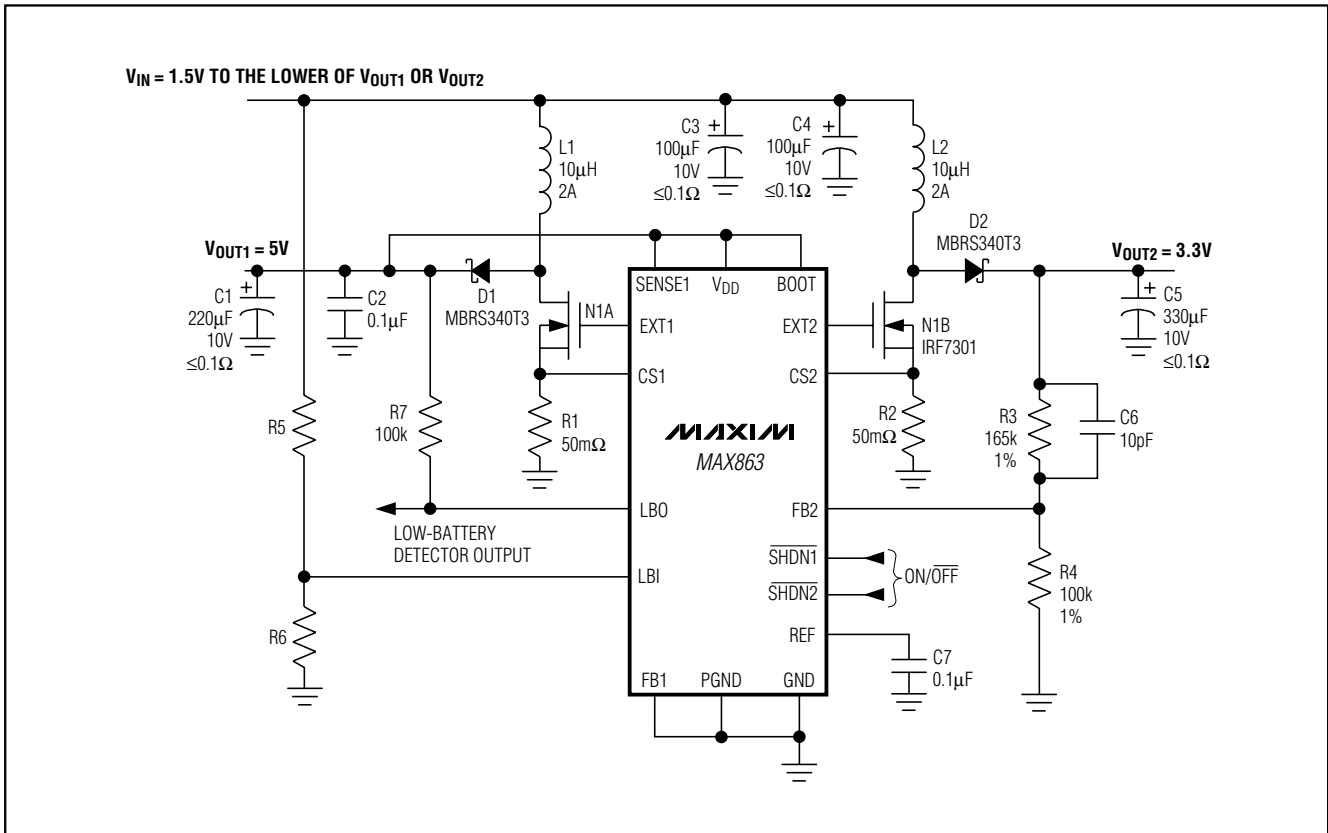 VIN = 1.5V TO THE LOWER OF VOUT1 OR VOUT2
C3
+
100μF
10V
≤0.1Ω
C4
+
100μF
10V
≤0.1Ω
L1
10μH
2A
L2
10μH
2A
D2
MBRS340T3
VOUT1 = 5V
VOUT2 = 3.3V
+
C1
220μF
10V
≤0.1Ω
C2
0.1μF
D1
MBRS340T3
N1A
SENSE1
VDD
BOOT
EXT1
EXT2
N1B
IRF7301
+
C5
330μF
10V
≤0.1Ω
CS1
CS2
R5
R7
100k
R1
50mΩ
MAXIM
MAX863
R2
50mΩ
R3
165k
1%
C6
10pF
LBO
FB2
LOW-BATTERY
DETECTOR OUTPUT
SHDN1
SHDN2
ON/OFF
LBI
R4
100k
1%
R6
REF
C7
0.1μF
FB1
PGND
GND